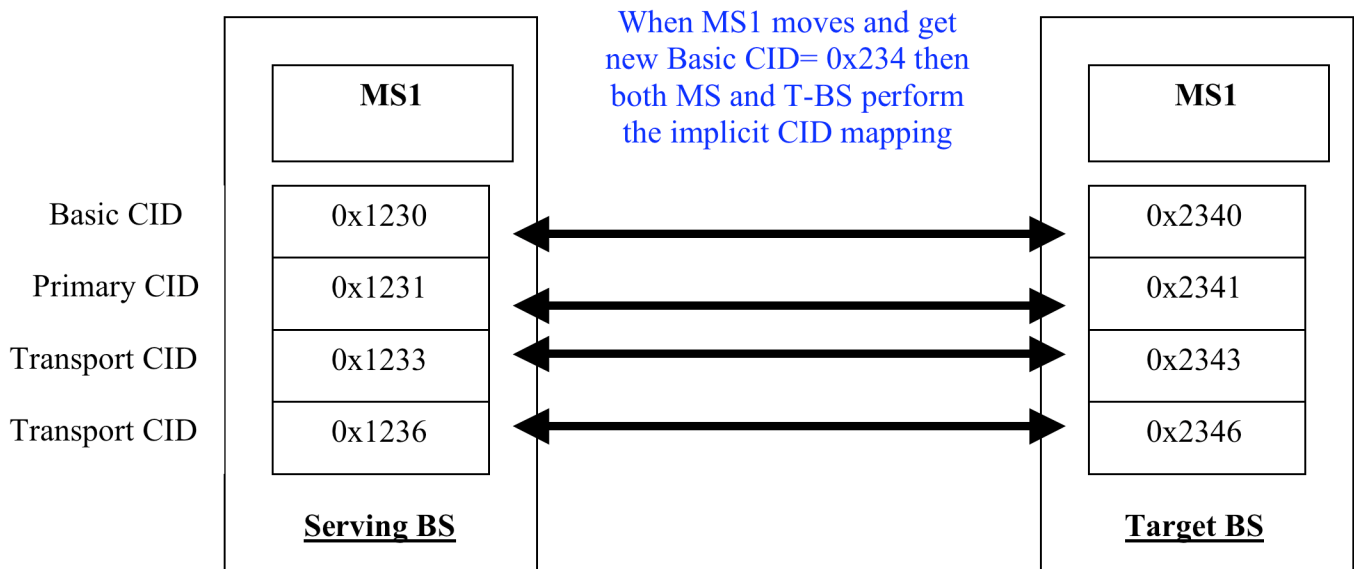 When MS1 moves and get
new Basic CID= 0x234 then
both MS and T-BS perform
the implicit CID mapping
MS1
MS1
Basic CID
0x1230
0x2340
Primary CID
0x1231
0x2341
Transport CID
0x1233
0x2343
Transport CID
0x1236
0x2346
Serving BS
Target BS